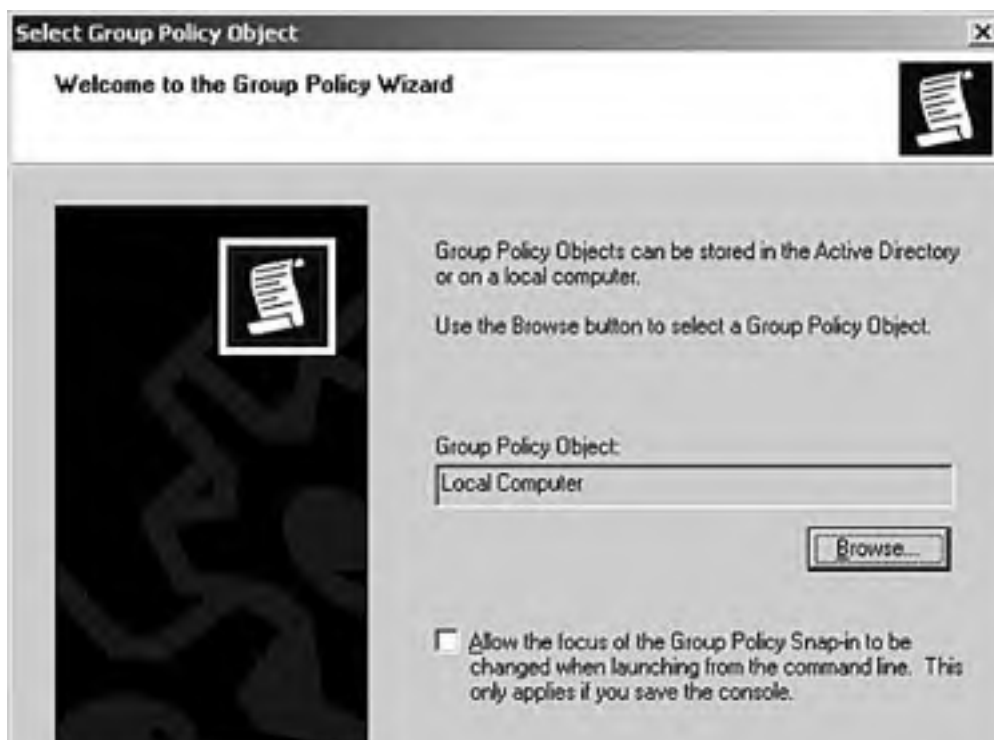 Select Group Policy Object
Welcome to the Group Policy Wizard
Group Policy Objects can be stored in the Active Directory
or on a local computer.
Use the Browse button to select a Group Policy Object.
Group Policy Object:
Local Computer
Browse...
Allow the focus of the Group Policy Snap-in to be
changed when launching from the command line. This
only applies if you save the console.